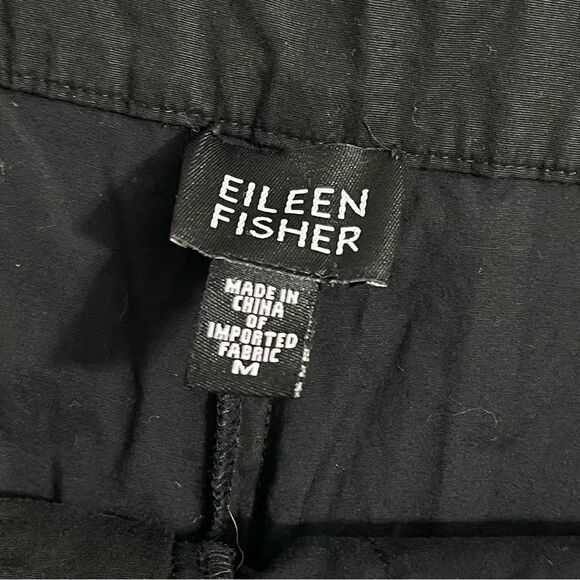 EILEEN
FISHER
MADE IN
CHINA
OF
IMPORTED
FABRIC
M